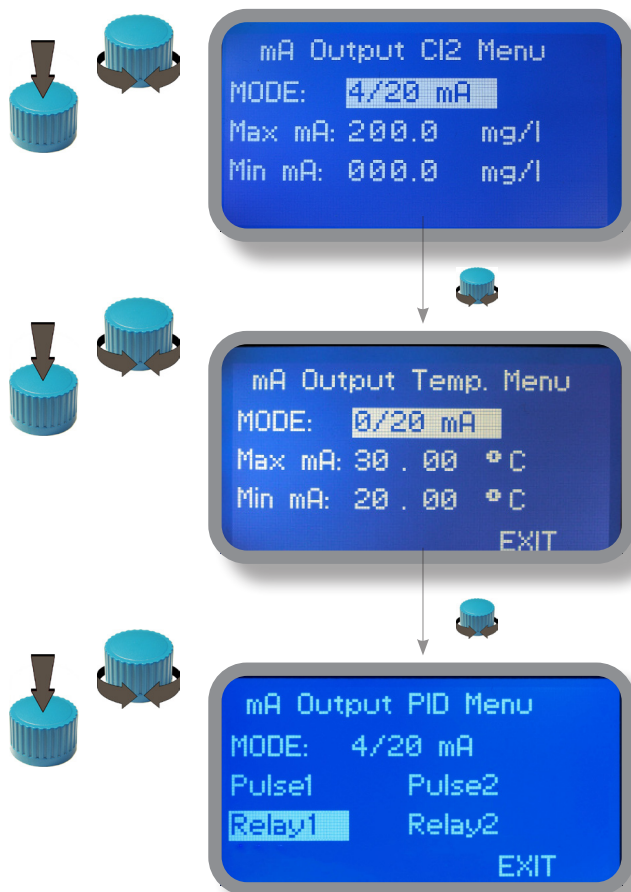 mA Output Cl2 Menu
MODE: 4/20 mA
Max mA: 200.0 mg/l
Min mA: 000.0 mg/l
mA Output Temp. Menu
MODE: 0/20 mA
Max mA: 30 . 00 °C
Min mA: 20 . 00 °C
EXIT
mA Output PID Menu
MODE: 4/20 mA
Pulse1 Pulse2
Relay1 Relay2
EXIT